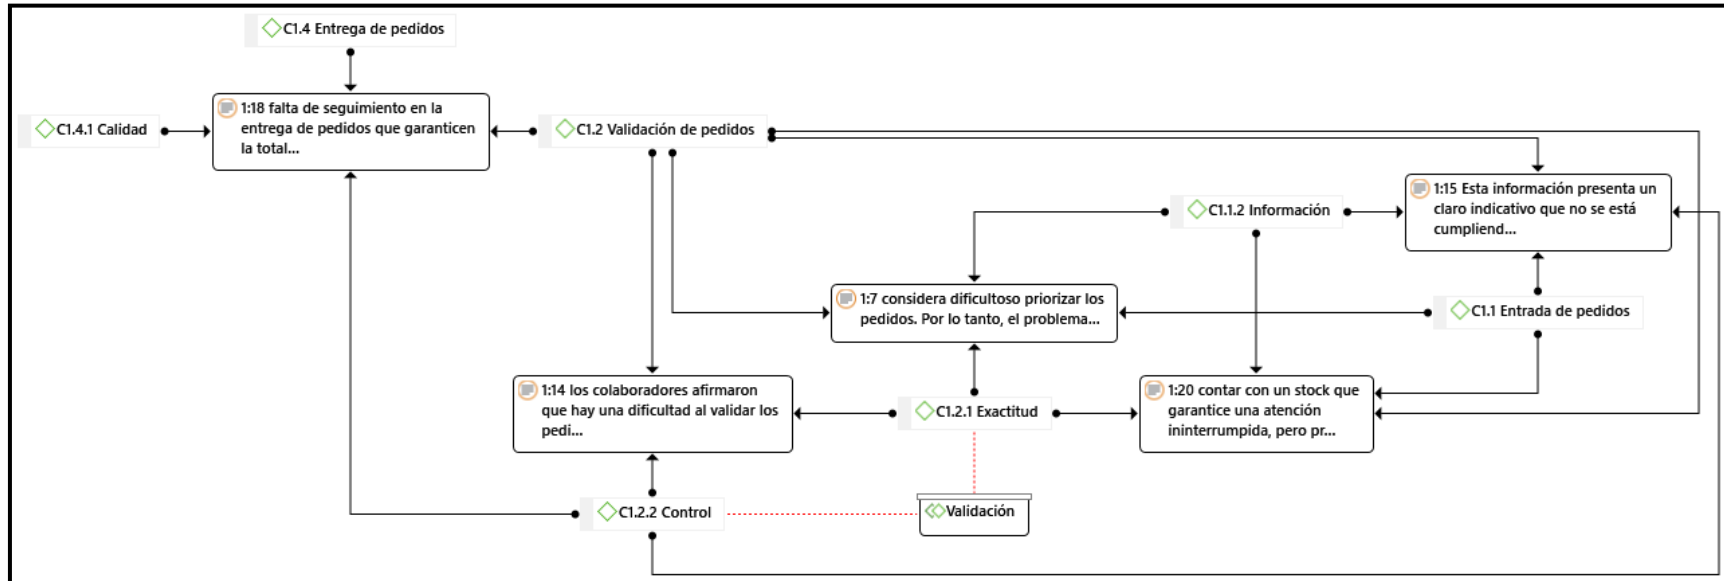 C1.4 Entrega de pedidos
1:18 falta de seguimiento en la
entrega de pedidos que garanticen
la total...
C1.4.1 Calidad
C1.2 Validación de pedidos
1:15 Esta información presenta un
claro indicativo que no se está
cumpliend...
C1.1.2 Información
1:7 considera dificultoso priorizar los
pedidos. Por lo tanto, el problema...
C1.1 Entrada de pedidos
1:14 los colaboradores afirmaron
que hay una dificultad al validar los
pedi...
C1.2.1 Exactitud
1:20 contar con un stock que
garantice una atención
ininterrumpida, pero pr...
C1.2.2 Control
Validación